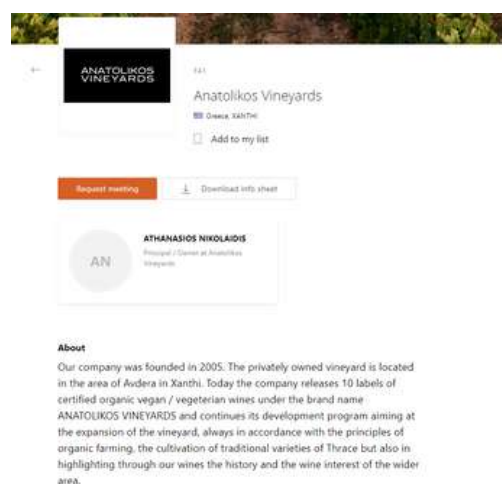 ANATOLIKOS
VINEYARDS
Anatolikos Vineyards
Greece, XANTHI
Add to my list
Request meeting
Download info sheet
AN
ATHANASIOS NIKOLAIDIS
Principal / Owner at Anatolikos
Vineyards
About
Our company was founded in 2005. The privately owned vineyard is located
in the area of Avdera in Xanthi. Today the company releases 10 labels of
certified organic vegan / vegeterian wines under the brand name
ANATOLIKOS VINEYARDS and continues its development program aiming at
the expansion of the vineyard, always in accordance with the principles of
organic farming, the cultivation of traditional varieties of Thrace but also in
highlighting through our wines the history and the wine interest of the wider
area.